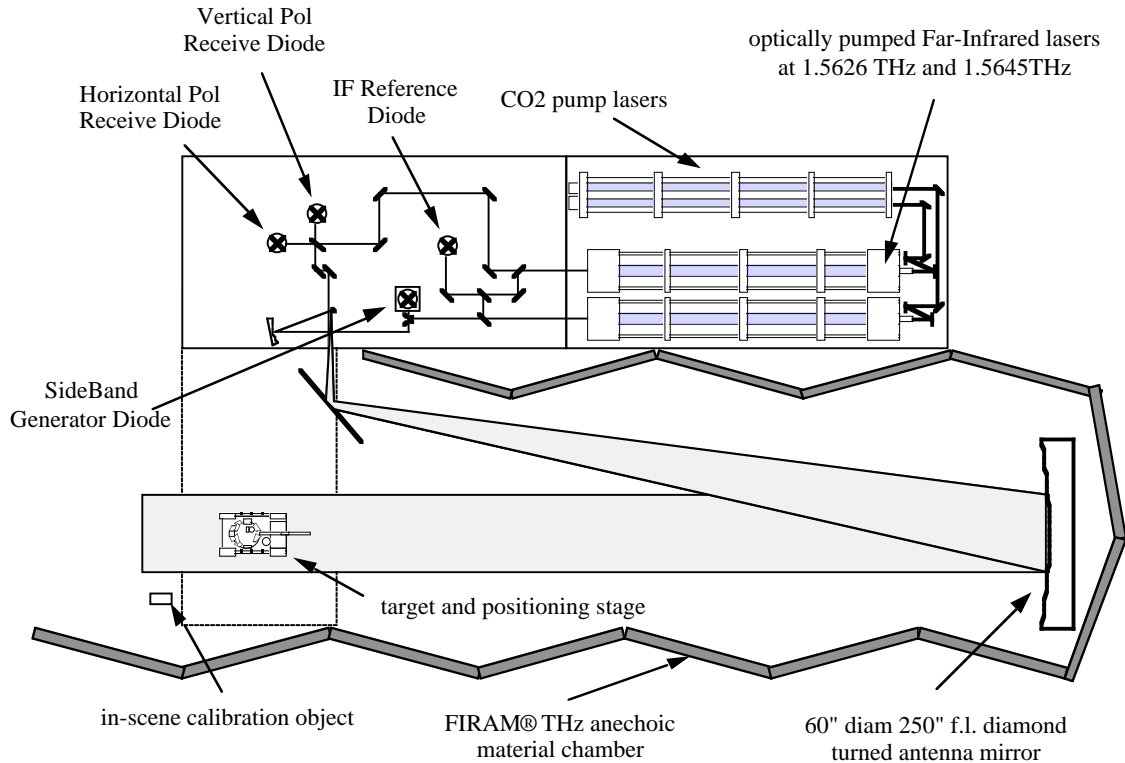 Vertical Pol
Receive Diode
optically pumped Far-Infrared lasers
at 1.5626 THz and 1.5645THz
Horizontal Pol
Receive Diode
IF Reference
Diode
CO2 pump lasers
SideBand
Generator Diode
target and positioning stage
in-scene calibration object
FIRAM® THz anechoic
material chamber
60" diam 250" f.l. diamond
turned antenna mirror